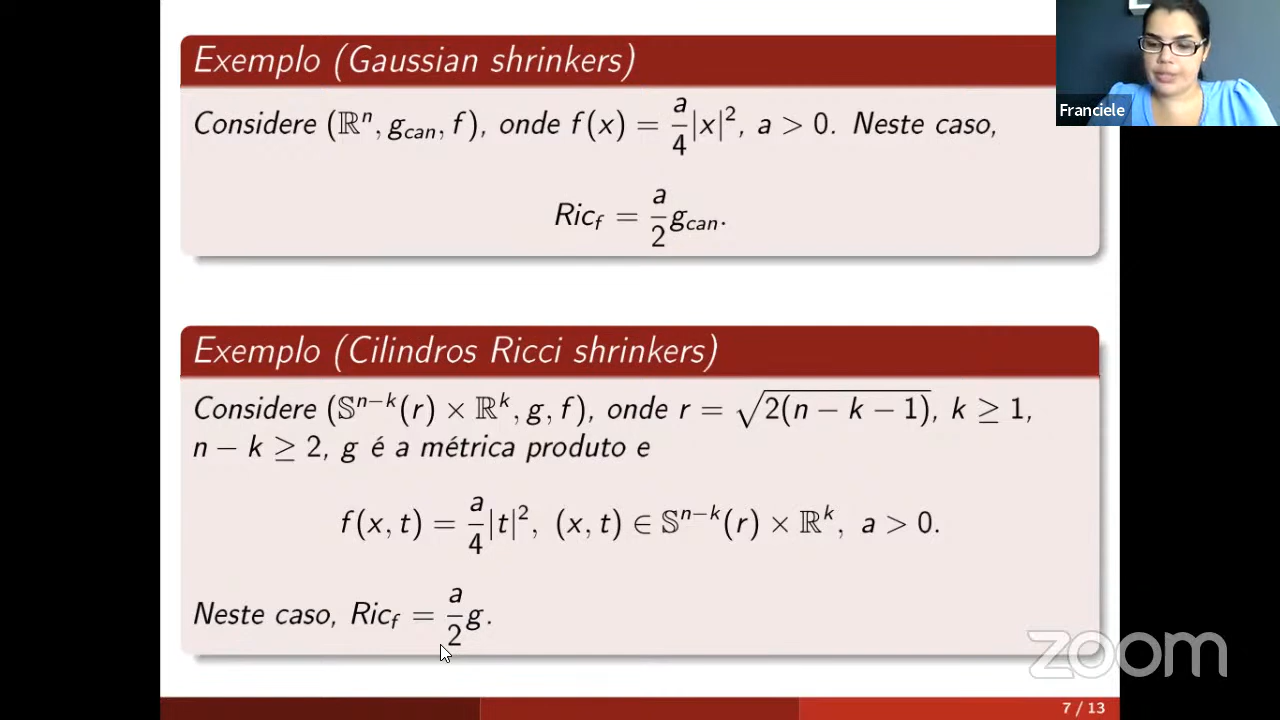 Exemplo (Gaussian shrinkers)
Considere (ℝⁿ, g_can, f), onde f(x) = a/4 |x|², a > 0. Neste caso,
Ric_f = a/2 g_can.
Exemplo (Cilindros Ricci shrinkers)
Considere (𝕊ⁿ⁻ᵏ(r) × ℝᵏ, g, f), onde r = √(2(n − k − 1)), k ≥ 1,
n − k ≥ 2, g é a métrica produto e
f(x, t) = a/4 |t|², (x, t) ∈ 𝕊ⁿ⁻ᵏ(r) × ℝᵏ, a > 0.
Neste caso, Ric_f = a/2 g.
7 / 13
Franciele
zoom